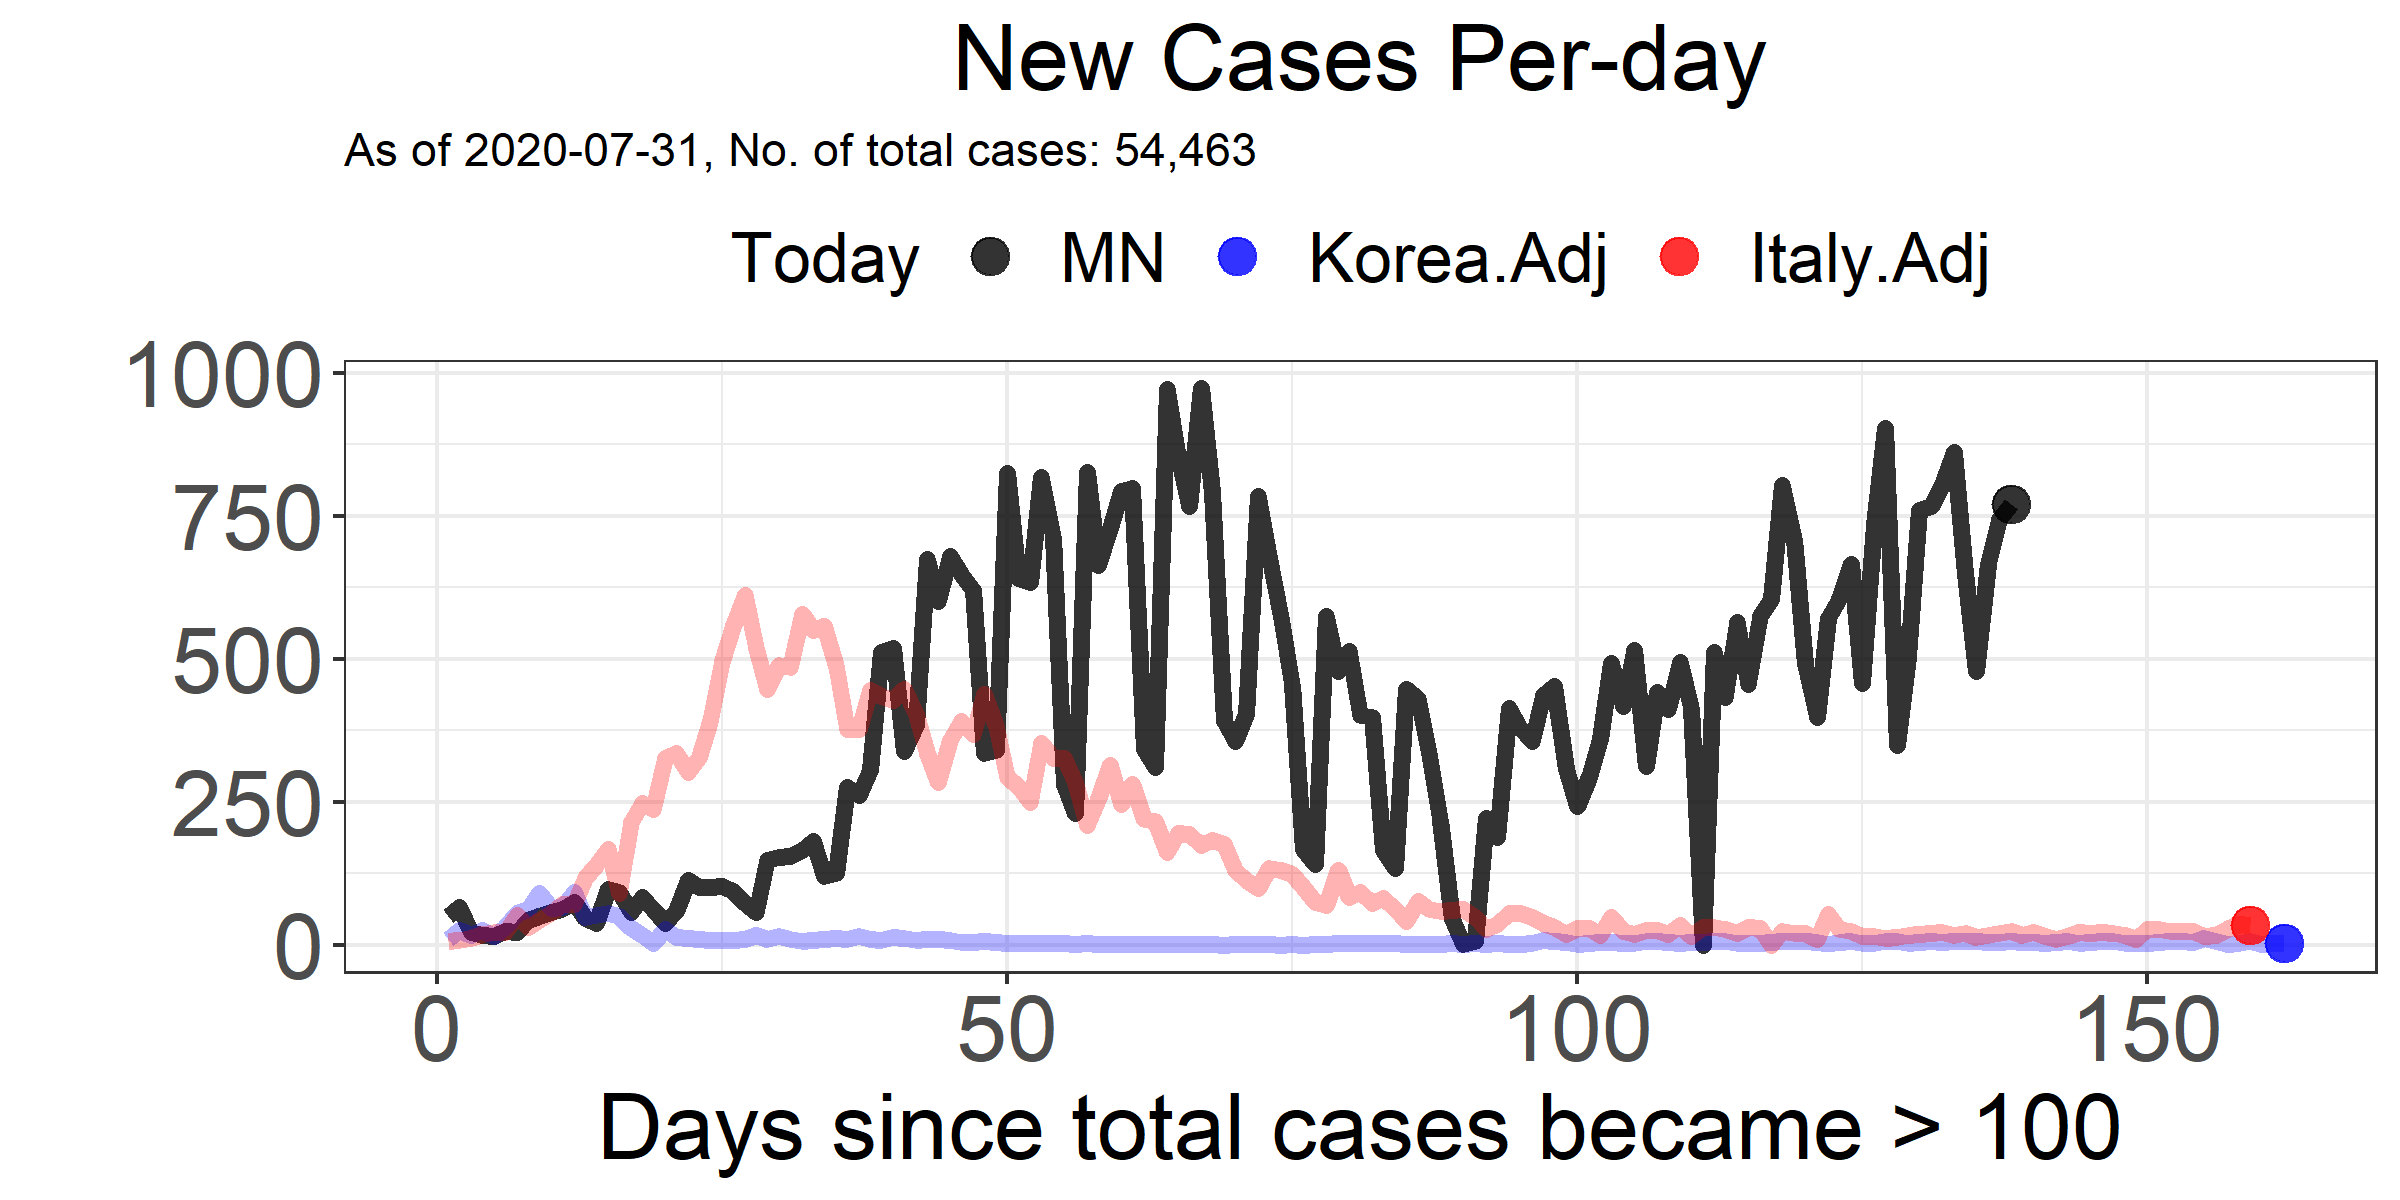 New Cases Per-day
As of 2020-07-31, No. of total cases: 54,463
Today MN Korea.Adj Italy.Adj
1000
750
500
250
0
0 50 100 150
Days since total cases became > 100